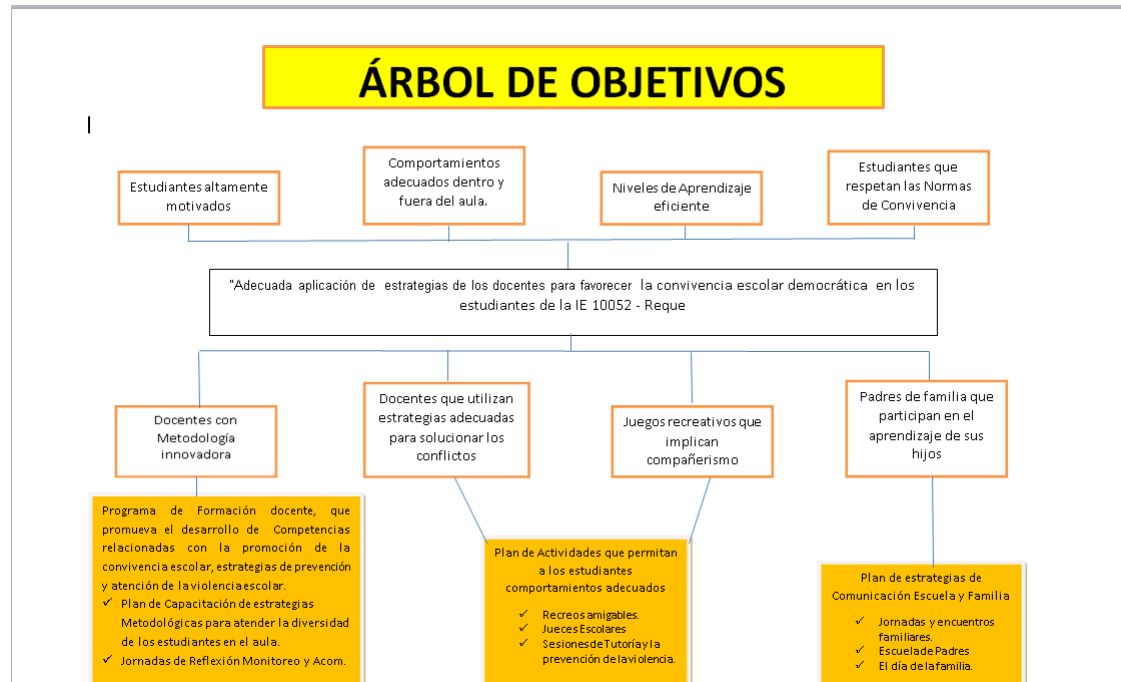 ÁRBOL DE OBJETIVOS
Estudiantes altamente
motivados
Comportamientos
adecuados dentro y
fuera del aula.
Niveles de Aprendizaje
eficiente
Estudiantes que
respetan las Normas
de Convivencia
"Adecuada aplicación de estrategias de los docentes para favorecer la convivencia escolar democrática en los
estudiantes de la IE 10052 - Reque
Docentes con
Metodología
innovadora
Docentes que utilizan
estrategias adecuadas
para solucionar los
conflictos
Juegos recreativos que
implican
compañerismo
Padres de familia que
participan en el
aprendizaje de sus
hijos
Programa de Formación docente, que
promueva el desarrollo de Competencias
relacionadas con la promoción de la
convivencia escolar, estrategias de prevención
y atención de la violencia escolar.
✓ Plan de Capacitación de estrategias
Metodológicas para atender la diversidad
de los estudiantes en el aula.
✓ Jornadas de Reflexión Monitoreo y Acom.
Plan de Actividades que permitan
a los estudiantes
comportamientos adecuados
✓ Recreos amigables.
✓ Jueces Escolares
✓ Sesiones de Tutoría y la
prevención de la violencia.
Plan de estrategias de
Comunicación Escuela y Familia
✓ Jornadas y encuentros
familiares.
✓ Escuela de Padres
✓ El día de la familia.